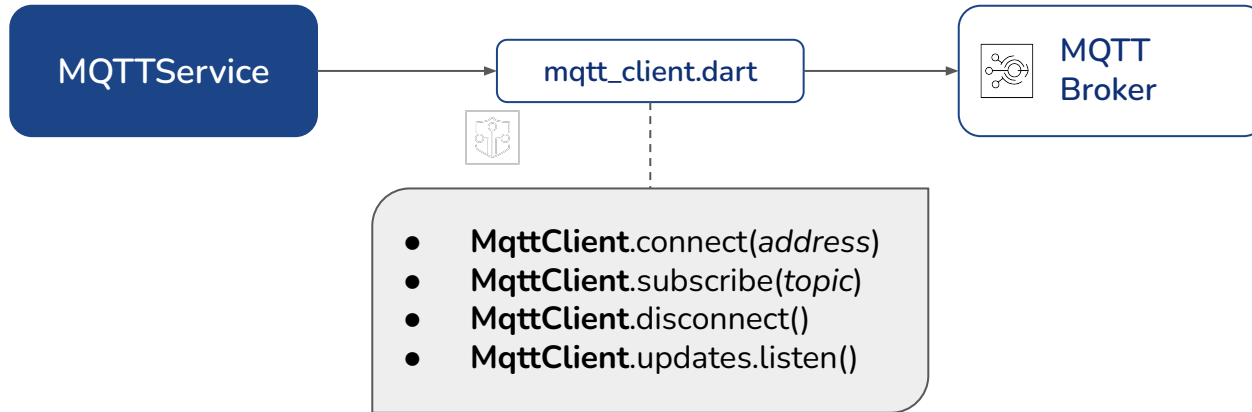 MQTTService
mqtt_client.dart
MQTT
Broker
● MqttClient.connect(address)
● MqttClient.subscribe(topic)
● MqttClient.disconnect()
● MqttClient.updates.listen()